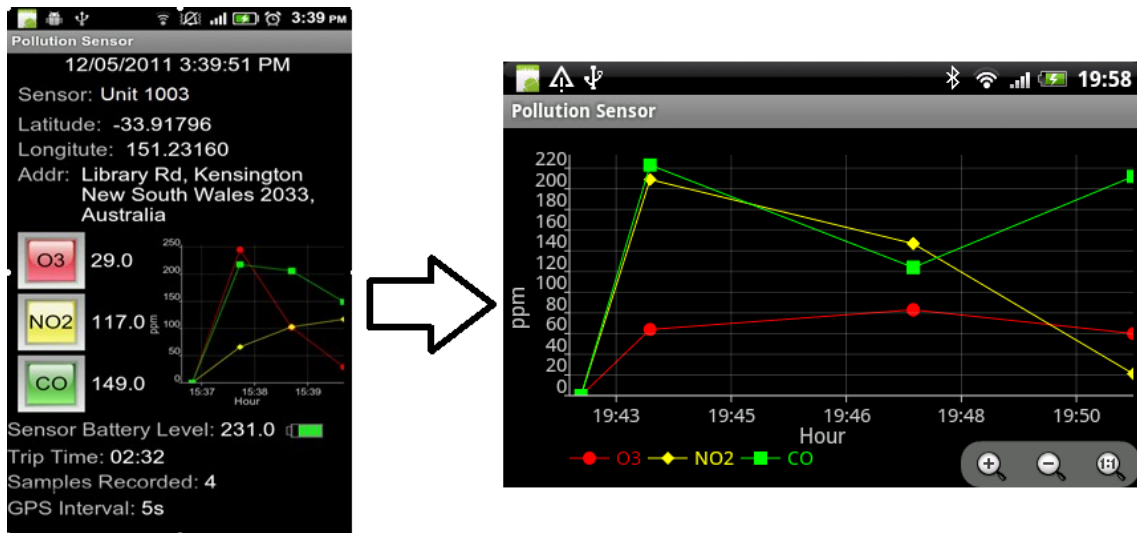 3:39 PM
Pollution Sensor
12/05/2011 3:39:51 PM
Sensor: Unit 1003
Latitude: -33.91796
Longitute: 151.23160
Addr: Library Rd, Kensington
New South Wales 2033,
Australia
O3 29.0
NO2 117.0
CO 149.0
250
200
150
100
50
0
ppm
15:37 15:38 15:39
Hour
Sensor Battery Level: 231.0
Trip Time: 02:32
Samples Recorded: 4
GPS Interval: 5s
19:58
Pollution Sensor
220
200
180
160
140
120
100
80
60
40
20
0
ppm
19:43 19:45 19:46 19:48 19:50
Hour
O3 NO2 CO
1:1